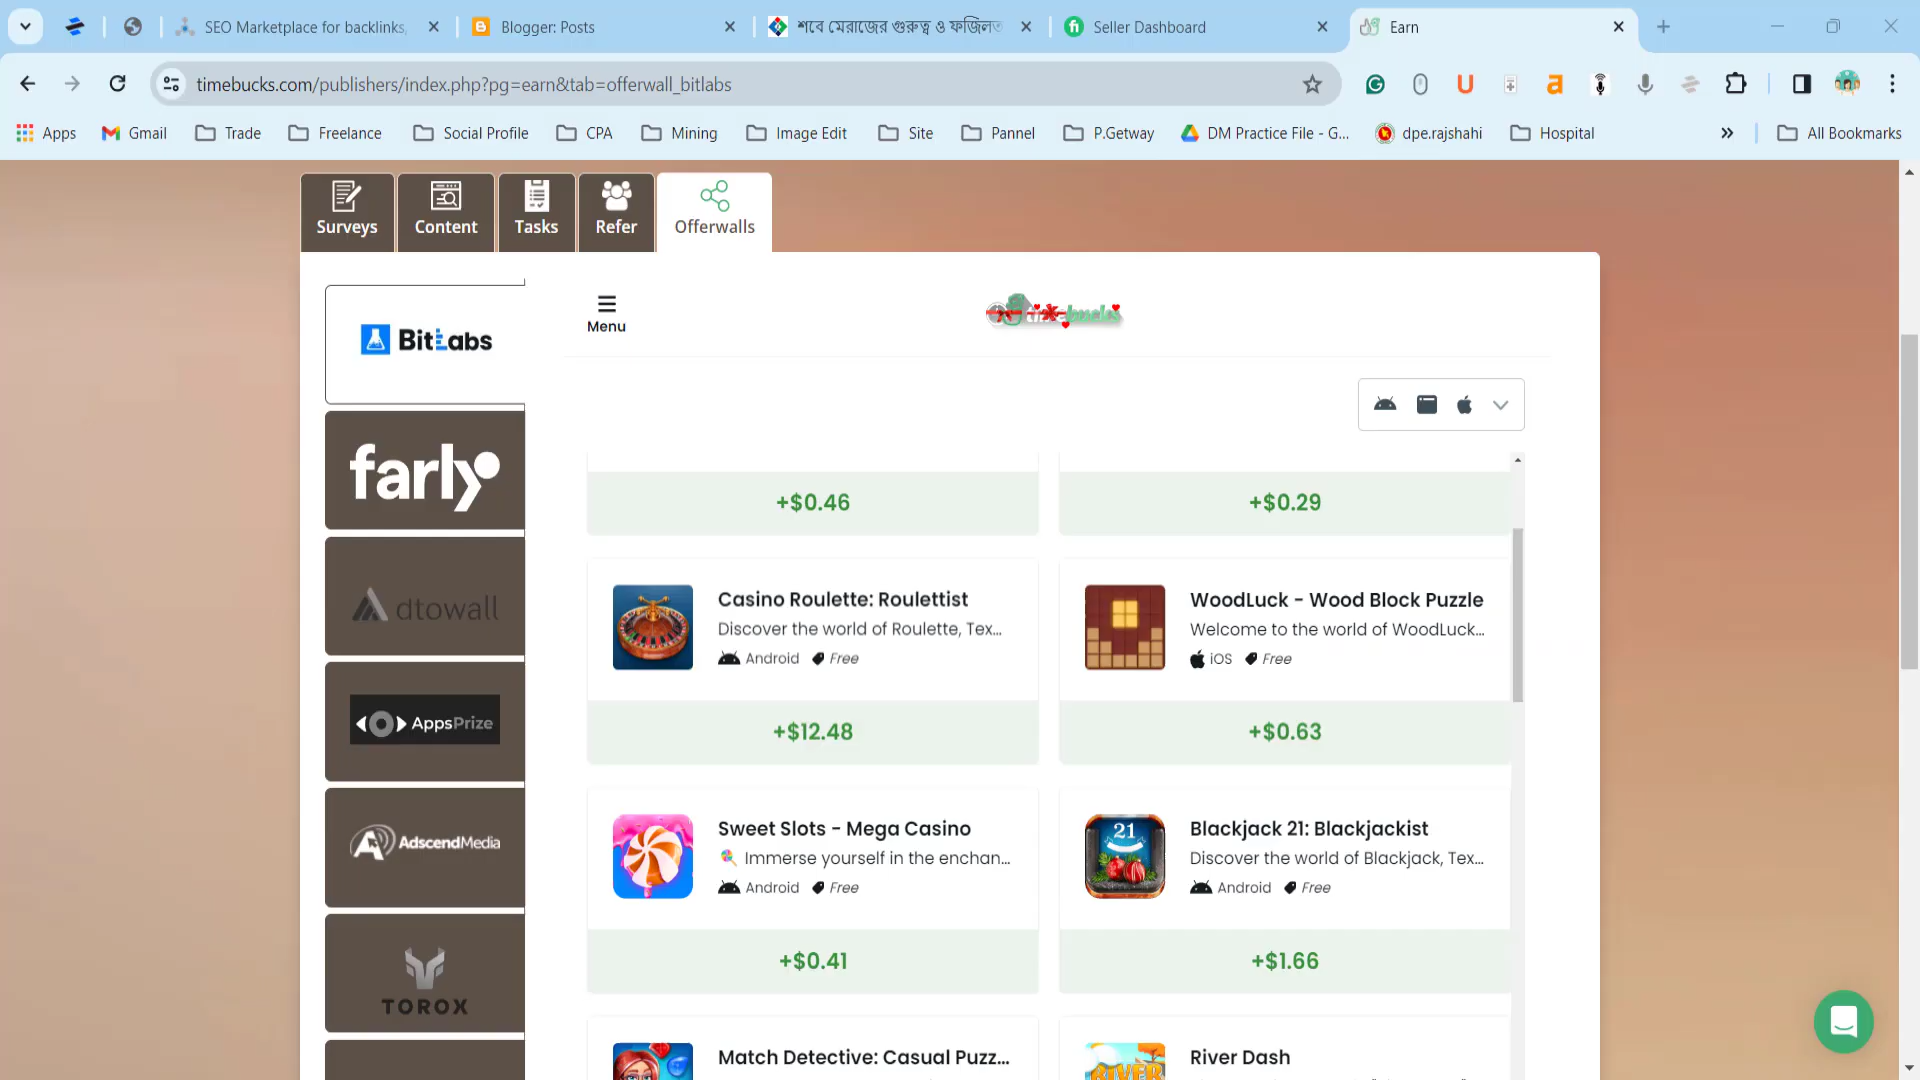 SEO Marketplace for backlinks,
Blogger: Posts
শবে মেরাজের গুরুত্ব ও ফজিলত
Seller Dashboard
Earn
timebucks.com/publishers/index.php?pg=earn&tab=offerwall_bitlabs
Apps
Gmail
Trade
Freelance
Social Profile
CPA
Mining
Image Edit
Site
Pannel
P.Getway
DM Practice File - G...
dpe.rajshahi
Hospital
All Bookmarks
Surveys
Content
Tasks
Refer
Offerwalls
BitLabs
farly
dtowall
AppsPrize
AdscendMedia
TOROX
Menu
timebucks
+$0.46
+$0.29
Casino Roulette: Roulettist
Discover the world of Roulette, Tex...
Android Free
+$12.48
WoodLuck - Wood Block Puzzle
Welcome to the world of WoodLuck...
iOS Free
+$0.63
Sweet Slots - Mega Casino
Immerse yourself in the enchan...
Android Free
+$0.41
Blackjack 21: Blackjackist
Discover the world of Blackjack, Tex...
Android Free
+$1.66
21
Match Detective: Casual Puzz...
River Dash
RIVER